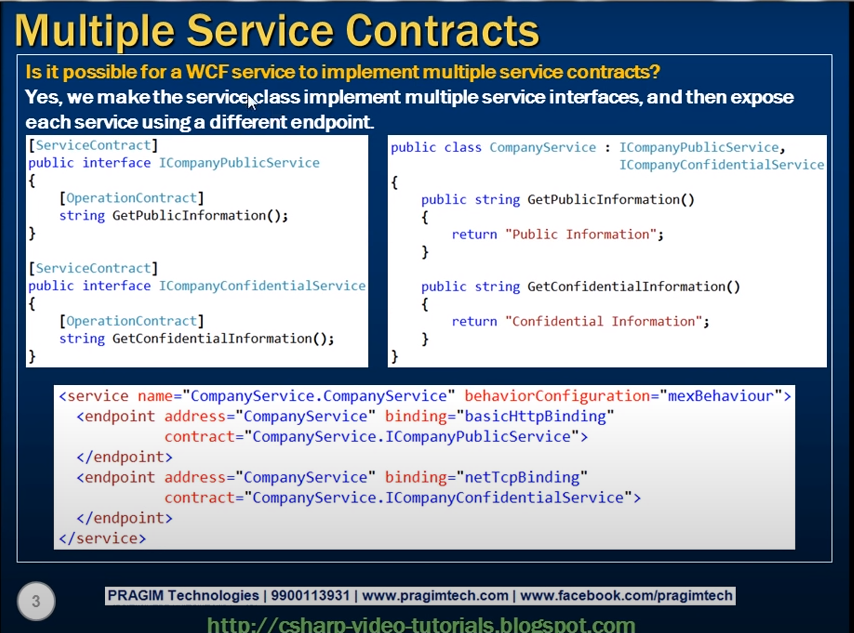 Multiple Service Contracts
Is it possible for a WCF service to implement multiple service contracts?
Yes, we make the service class implement multiple service interfaces, and then expose
each service using a different endpoint.
[ServiceContract]
public interface ICompanyPublicService
{
[OperationContract]
string GetPublicInformation();
}
[ServiceContract]
public interface ICompanyConfidentialService
{
[OperationContract]
string GetConfidentialInformation();
}
public class CompanyService : ICompanyPublicService,
ICompanyConfidentialService
{
public string GetPublicInformation()
{
return "Public Information";
}
public string GetConfidentialInformation()
{
return "Confidential Information";
}
}
<service name="CompanyService.CompanyService" behaviorConfiguration="mexBehaviour">
<endpoint address="CompanyService" binding="basicHttpBinding"
contract="CompanyService.ICompanyPublicService">
</endpoint>
<endpoint address="CompanyService" binding="netTcpBinding"
contract="CompanyService.ICompanyConfidentialService">
</endpoint>
</service>
3
PRAGIM Technologies | 9900113931 | www.pragimtech.com | www.facebook.com/pragimtech
http://csharp-video-tutorials.blogspot.com